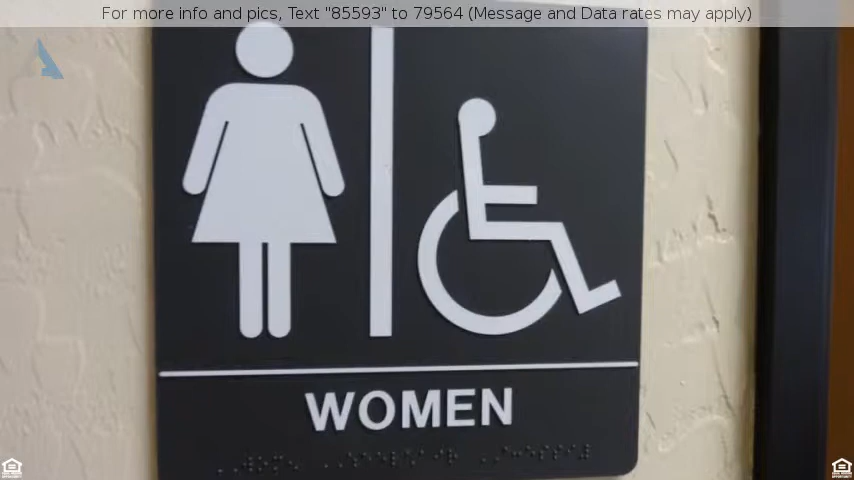 For more info and pics, Text "85593" to 79564 (Message and Data rates may apply)
WOMEN